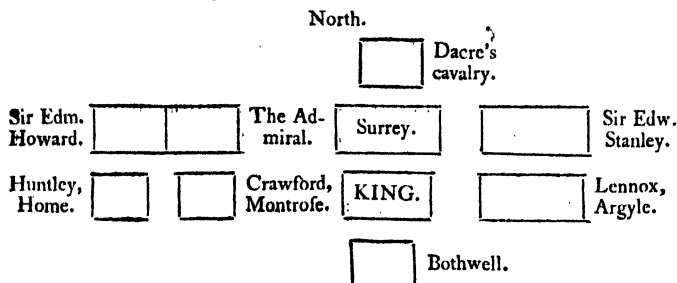 North.
Dacre's
cavalry.
Sir Edm.
Howard.
The Ad-
miral.
Surrey.
Sir Edw.
Stanley.
Huntley,
Home.
Crawford,
Montroſe.
KING.
Lennox,
Argyle.
Bothwell.